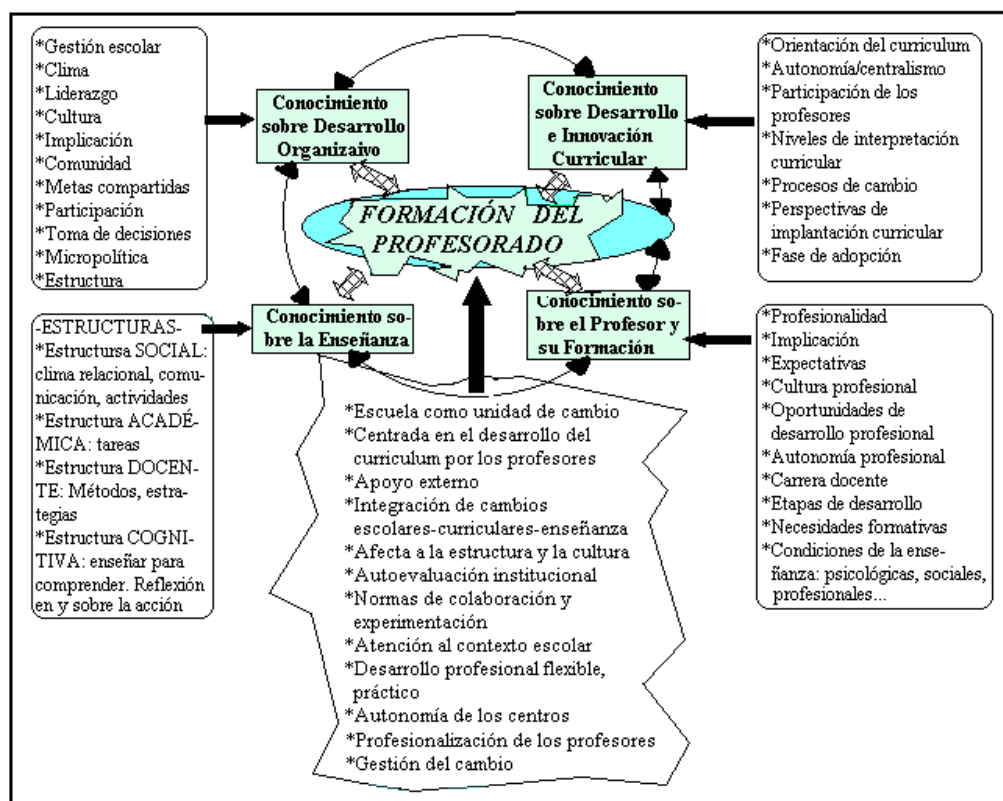 *Gestión escolar
*Clima
*Liderazgo
*Cultura
*Implicación
*Comunidad
*Metas compartidas
*Participación
*Toma de decisiones
*Micropolítica
*Estructura
Conocimiento
sobre Desarrollo
Organizaivo
Conocimiento
sobre Desarrollo
e Innovación
Curricular
*Orientación del curriculum
*Autonomía/centralismo
*Participación de los
profesores
*Niveles de interpretación
curricular
*Procesos de cambio
*Perspectivas de
implantación curricular
*Fase de adopción
FORMACIÓN DEL
PROFESORADO
-ESTRUCTURAS-
*Estructursa SOCIAL:
clima relacional, comu-
nicación, actividades
*Estructura ACADÉ-
MICA: tareas
*Estructura DOCEN-
TE: Métodos, estra-
tegias
*Estructura COGNI-
TIVA: enseñar para
comprender. Reflexión
en y sobre la acción
Conocimiento so-
bre la Enseñanza
Conocimiento so-
bre el Profesor y
su Formación
*Profesionalidad
*Implicación
*Expectativas
*Cultura profesional
*Oportunidades de
desarrollo profesional
*Autonomía profesional
*Carrera docente
*Etapas de desarrollo
*Necesidades formativas
*Condiciones de la ense-
ñanza: psicológicas, sociales,
profesionales...
*Escuela como unidad de cambio
*Centrada en el desarrollo del
curriculum por los profesores
*Apoyo externo
*Integración de cambios
escolares-curriculares-enseñanza
*Afecta a la estructura y la cultura
*Autoevaluación institucional
*Normas de colaboración y
experimentación
*Atención al contexto escolar
*Desarrollo profesional flexible,
práctico
*Autonomía de los centros
*Profesionalización de los profesores
*Gestión del cambio